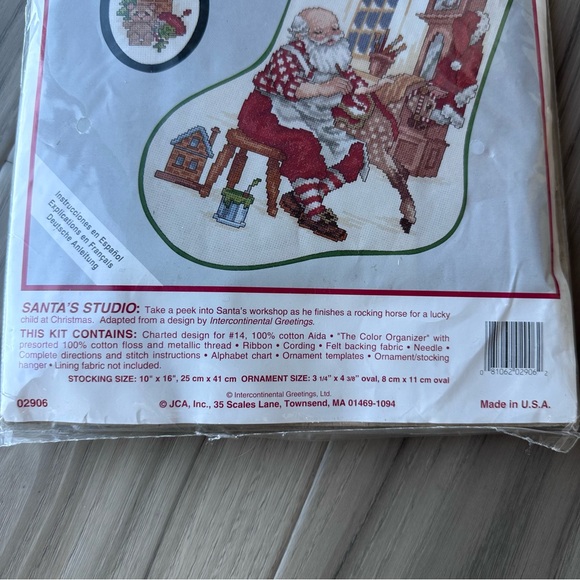 Instrucciones en Español
Explications en Français
Deutsche Anleitung
SANTA'S STUDIO: Take a peek into Santa's workshop as he finishes a rocking horse for a lucky
child at Christmas. Adapted from a design by Intercontinental Greetings.
THIS KIT CONTAINS: Charted design for #14, 100% cotton Aida • "The Color Organizer" with
presorted 100% cotton floss and metallic thread • Ribbon • Cording • Felt backing fabric • Needle •
Complete directions and stitch instructions • Alphabet chart • Ornament templates • Ornament/stocking
hanger • Lining fabric not included.
STOCKING SIZE: 10" x 16", 25 cm x 41 cm ORNAMENT SIZE: 3 1/4" x 4 3/8" oval, 8 cm x 11 cm oval
© Intercontinental Greetings, Ltd.
02906 © JCA, Inc., 35 Scales Lane, Townsend, MA 01469-1094 Made in U.S.A.
0 81062 02906 2